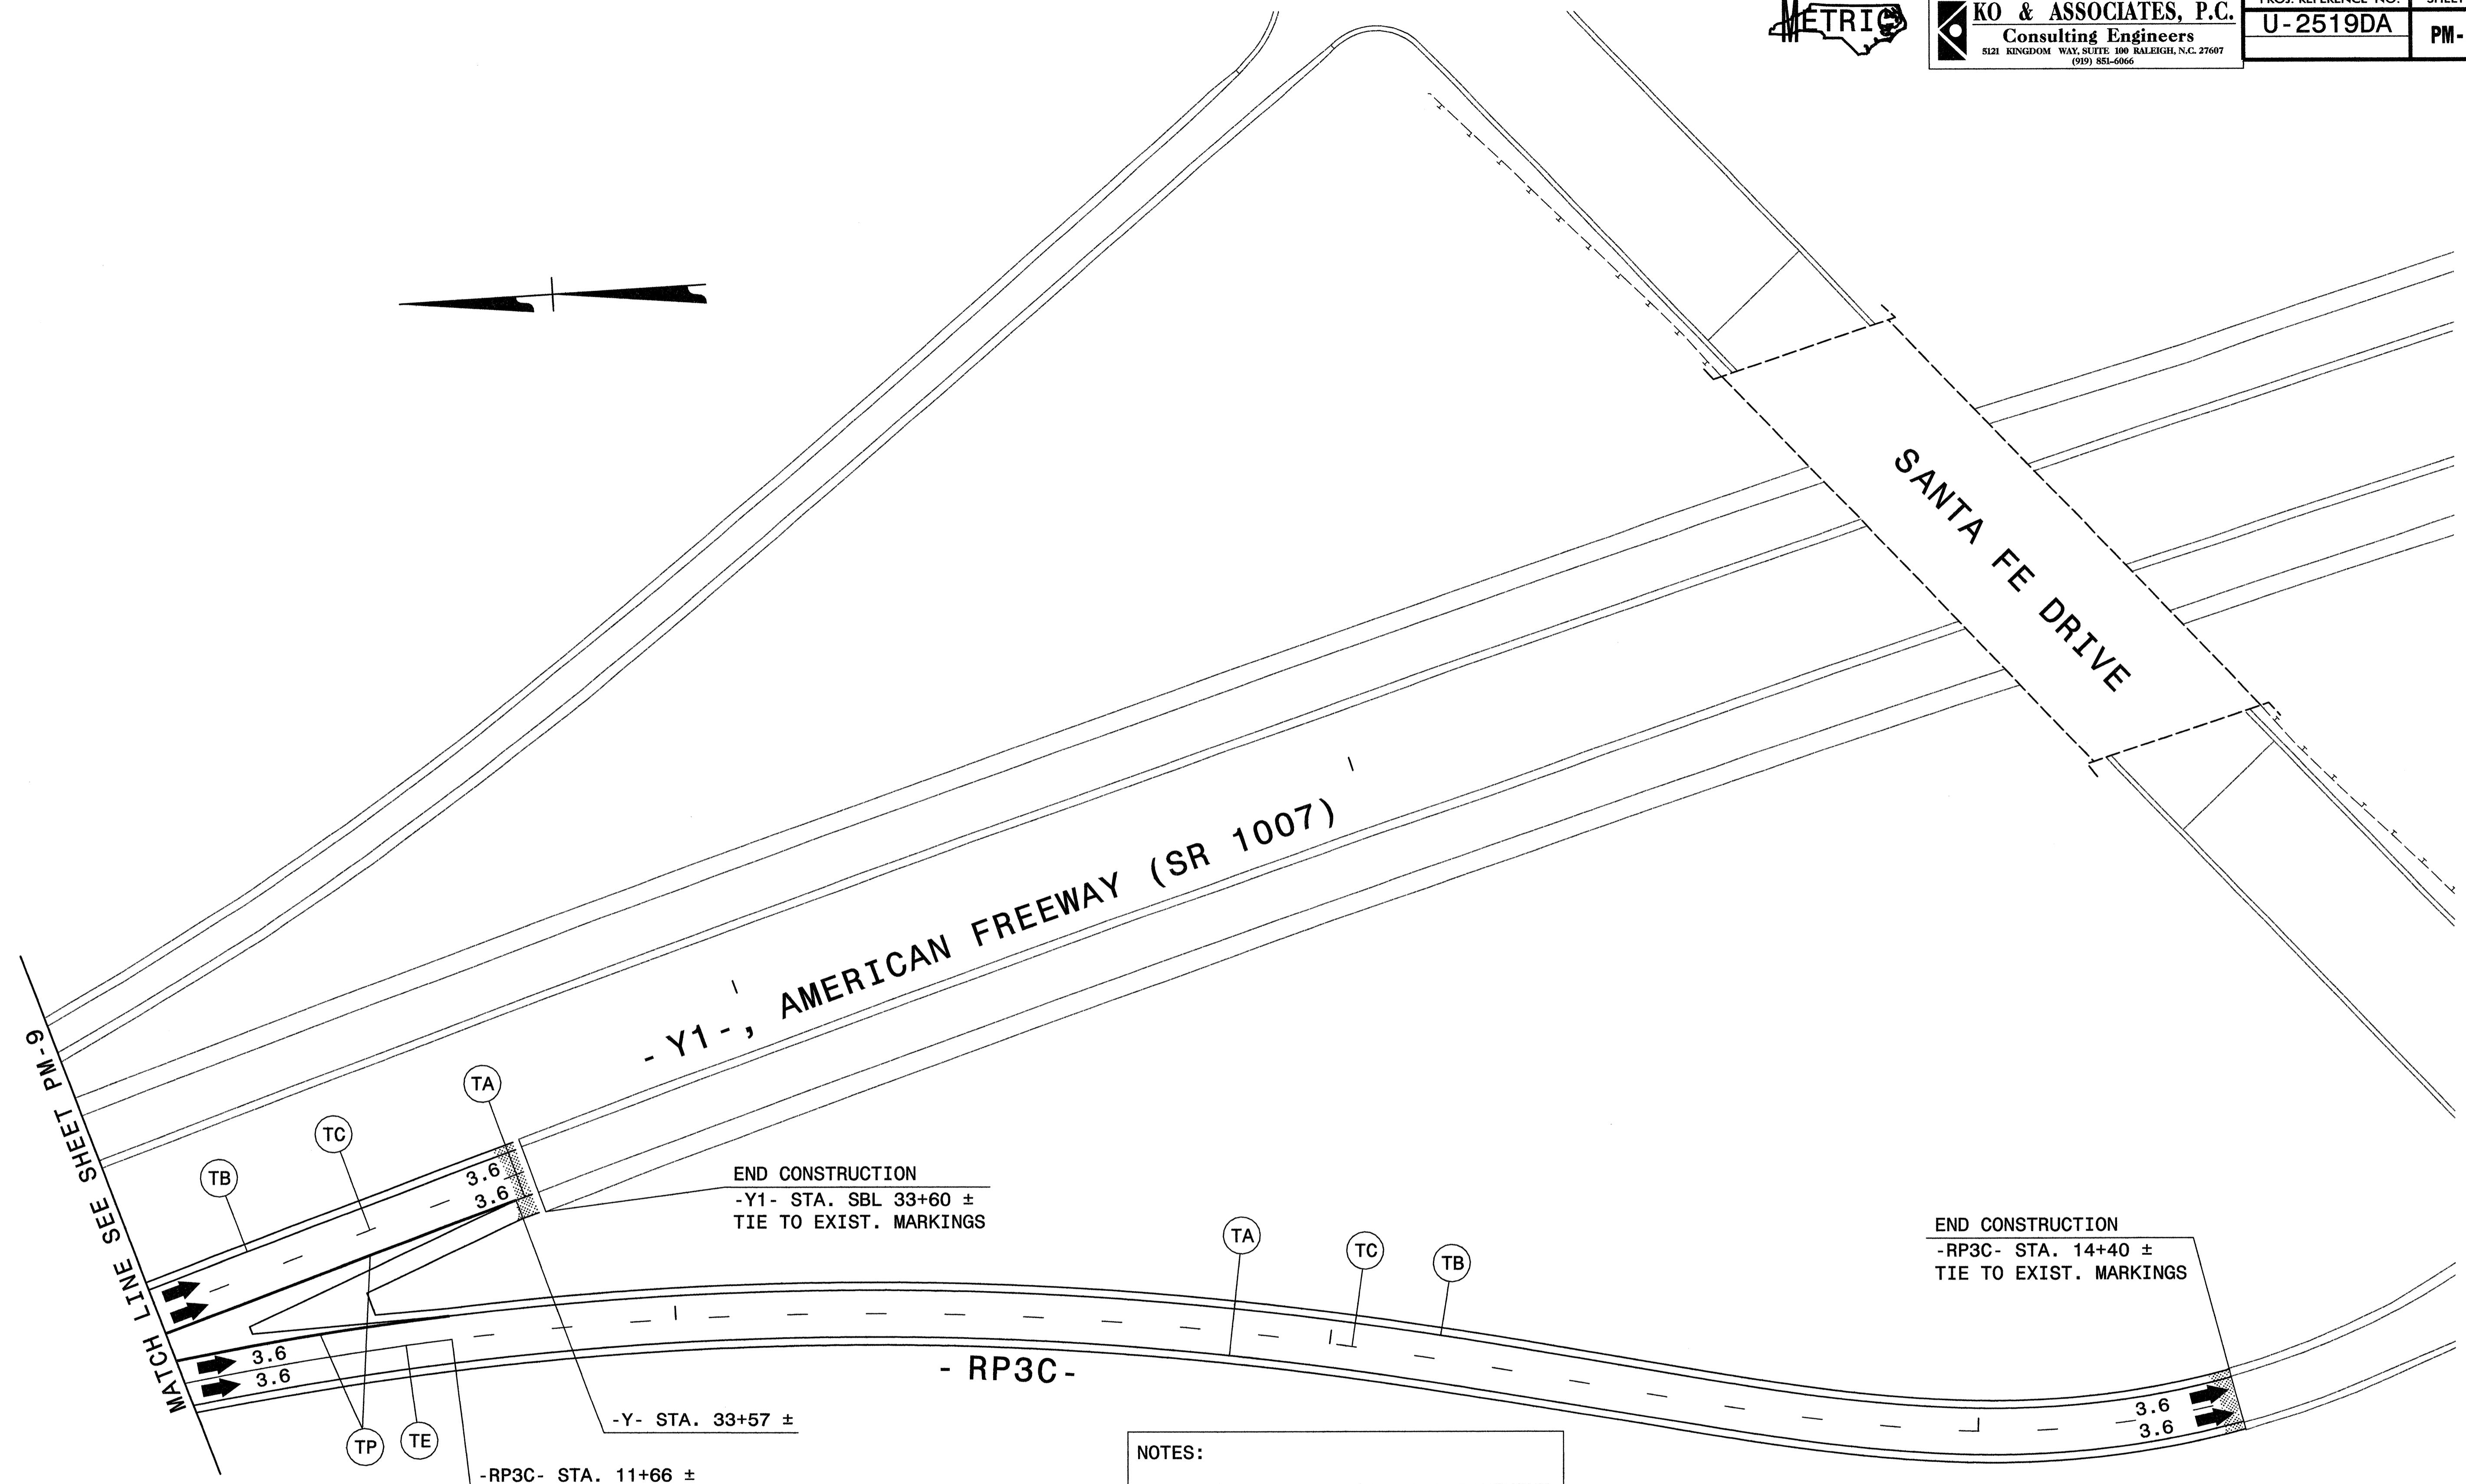 METRIC
KO & ASSOCIATES, P.C.
Consulting Engineers
5121 KINGDOM WAY, SUITE 100 RALEIGH, N.C. 27607
(919) 851-6066
PROJ. REFERENCE NO.
SHEET
U-2519DA
PM-
SANTA FE DRIVE
-Y1-, AMERICAN FREEWAY (SR 1007)
MATCH LINE SEE SHEET PM-9
TA
TC
TB
3.6
3.6
END CONSTRUCTION
-Y1- STA. SBL 33+60 ±
TIE TO EXIST. MARKINGS
TA
TC
TB
END CONSTRUCTION
-RP3C- STA. 14+40 ±
TIE TO EXIST. MARKINGS
3.6
3.6
-RP3C-
3.6
3.6
-Y- STA. 33+57 ±
TP
TE
-RP3C- STA. 11+66 ±
NOTES: